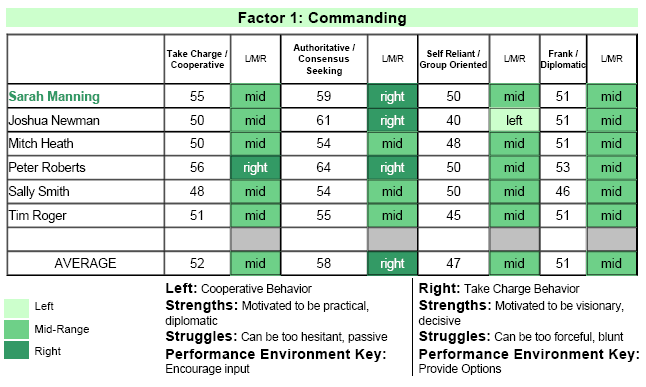 Factor 1: Commanding
Take Charge / Cooperative L/M/R Authoritative / Consensus Seeking L/M/R Self Reliant / Group Oriented L/M/R Frank / Diplomatic L/M/R
Sarah Manning 55 mid 59 right 50 mid 51 mid
Joshua Newman 50 mid 61 right 40 left 51 mid
Mitch Heath 50 mid 54 mid 48 mid 51 mid
Peter Roberts 56 right 64 right 50 mid 53 mid
Sally Smith 48 mid 54 mid 50 mid 46 mid
Tim Roger 51 mid 55 mid 45 mid 51 mid
AVERAGE 52 mid 58 right 47 mid 51 mid
Left
Mid-Range
Right
Left: Cooperative Behavior
Strengths: Motivated to be practical,
diplomatic
Struggles: Can be too hesitant, passive
Performance Environment Key:
Encourage input
Right: Take Charge Behavior
Strengths: Motivated to be visionary,
decisive
Struggles: Can be too forceful, blunt
Performance Environment Key:
Provide Options